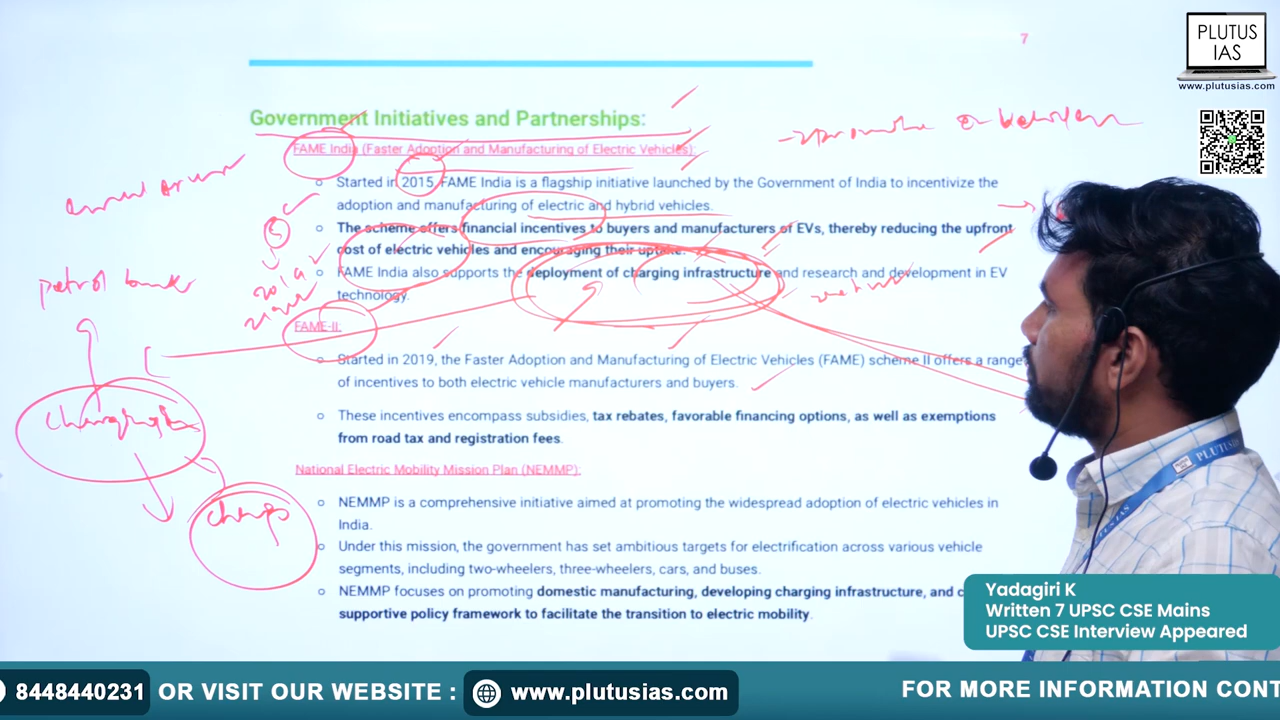 7
PLUTUS
IAS
www.plutusias.com
Government Initiatives and Partnerships:
FAME India (Faster Adoption and Manufacturing of Electric Vehicles):
Started in 2015, FAME India is a flagship initiative launched by the Government of India to incentivize the
adoption and manufacturing of electric and hybrid vehicles.
The scheme offers financial incentives to buyers and manufacturers of EVs, thereby reducing the upfront
cost of electric vehicles and encouraging their uptake.
FAME India also supports the deployment of charging infrastructure and research and development in EV
technology.
FAME-II:
Started in 2019, the Faster Adoption and Manufacturing of Electric Vehicles (FAME) scheme II offers a range
of incentives to both electric vehicle manufacturers and buyers.
These incentives encompass subsidies, tax rebates, favorable financing options, as well as exemptions
from road tax and registration fees.
National Electric Mobility Mission Plan (NEMMP):
NEMMP is a comprehensive initiative aimed at promoting the widespread adoption of electric vehicles in
India.
Under this mission, the government has set ambitious targets for electrification across various vehicle
segments, including two-wheelers, three-wheelers, cars, and buses.
NEMMP focuses on promoting domestic manufacturing, developing charging infrastructure, and c
supportive policy framework to facilitate the transition to electric mobility.
petrol
PLUTUS
Yadagiri K
Written 7 UPSC CSE Mains
UPSC CSE Interview Appeared
8448440231 OR VISIT OUR WEBSITE : www.plutusias.com FOR MORE INFORMATION CONT